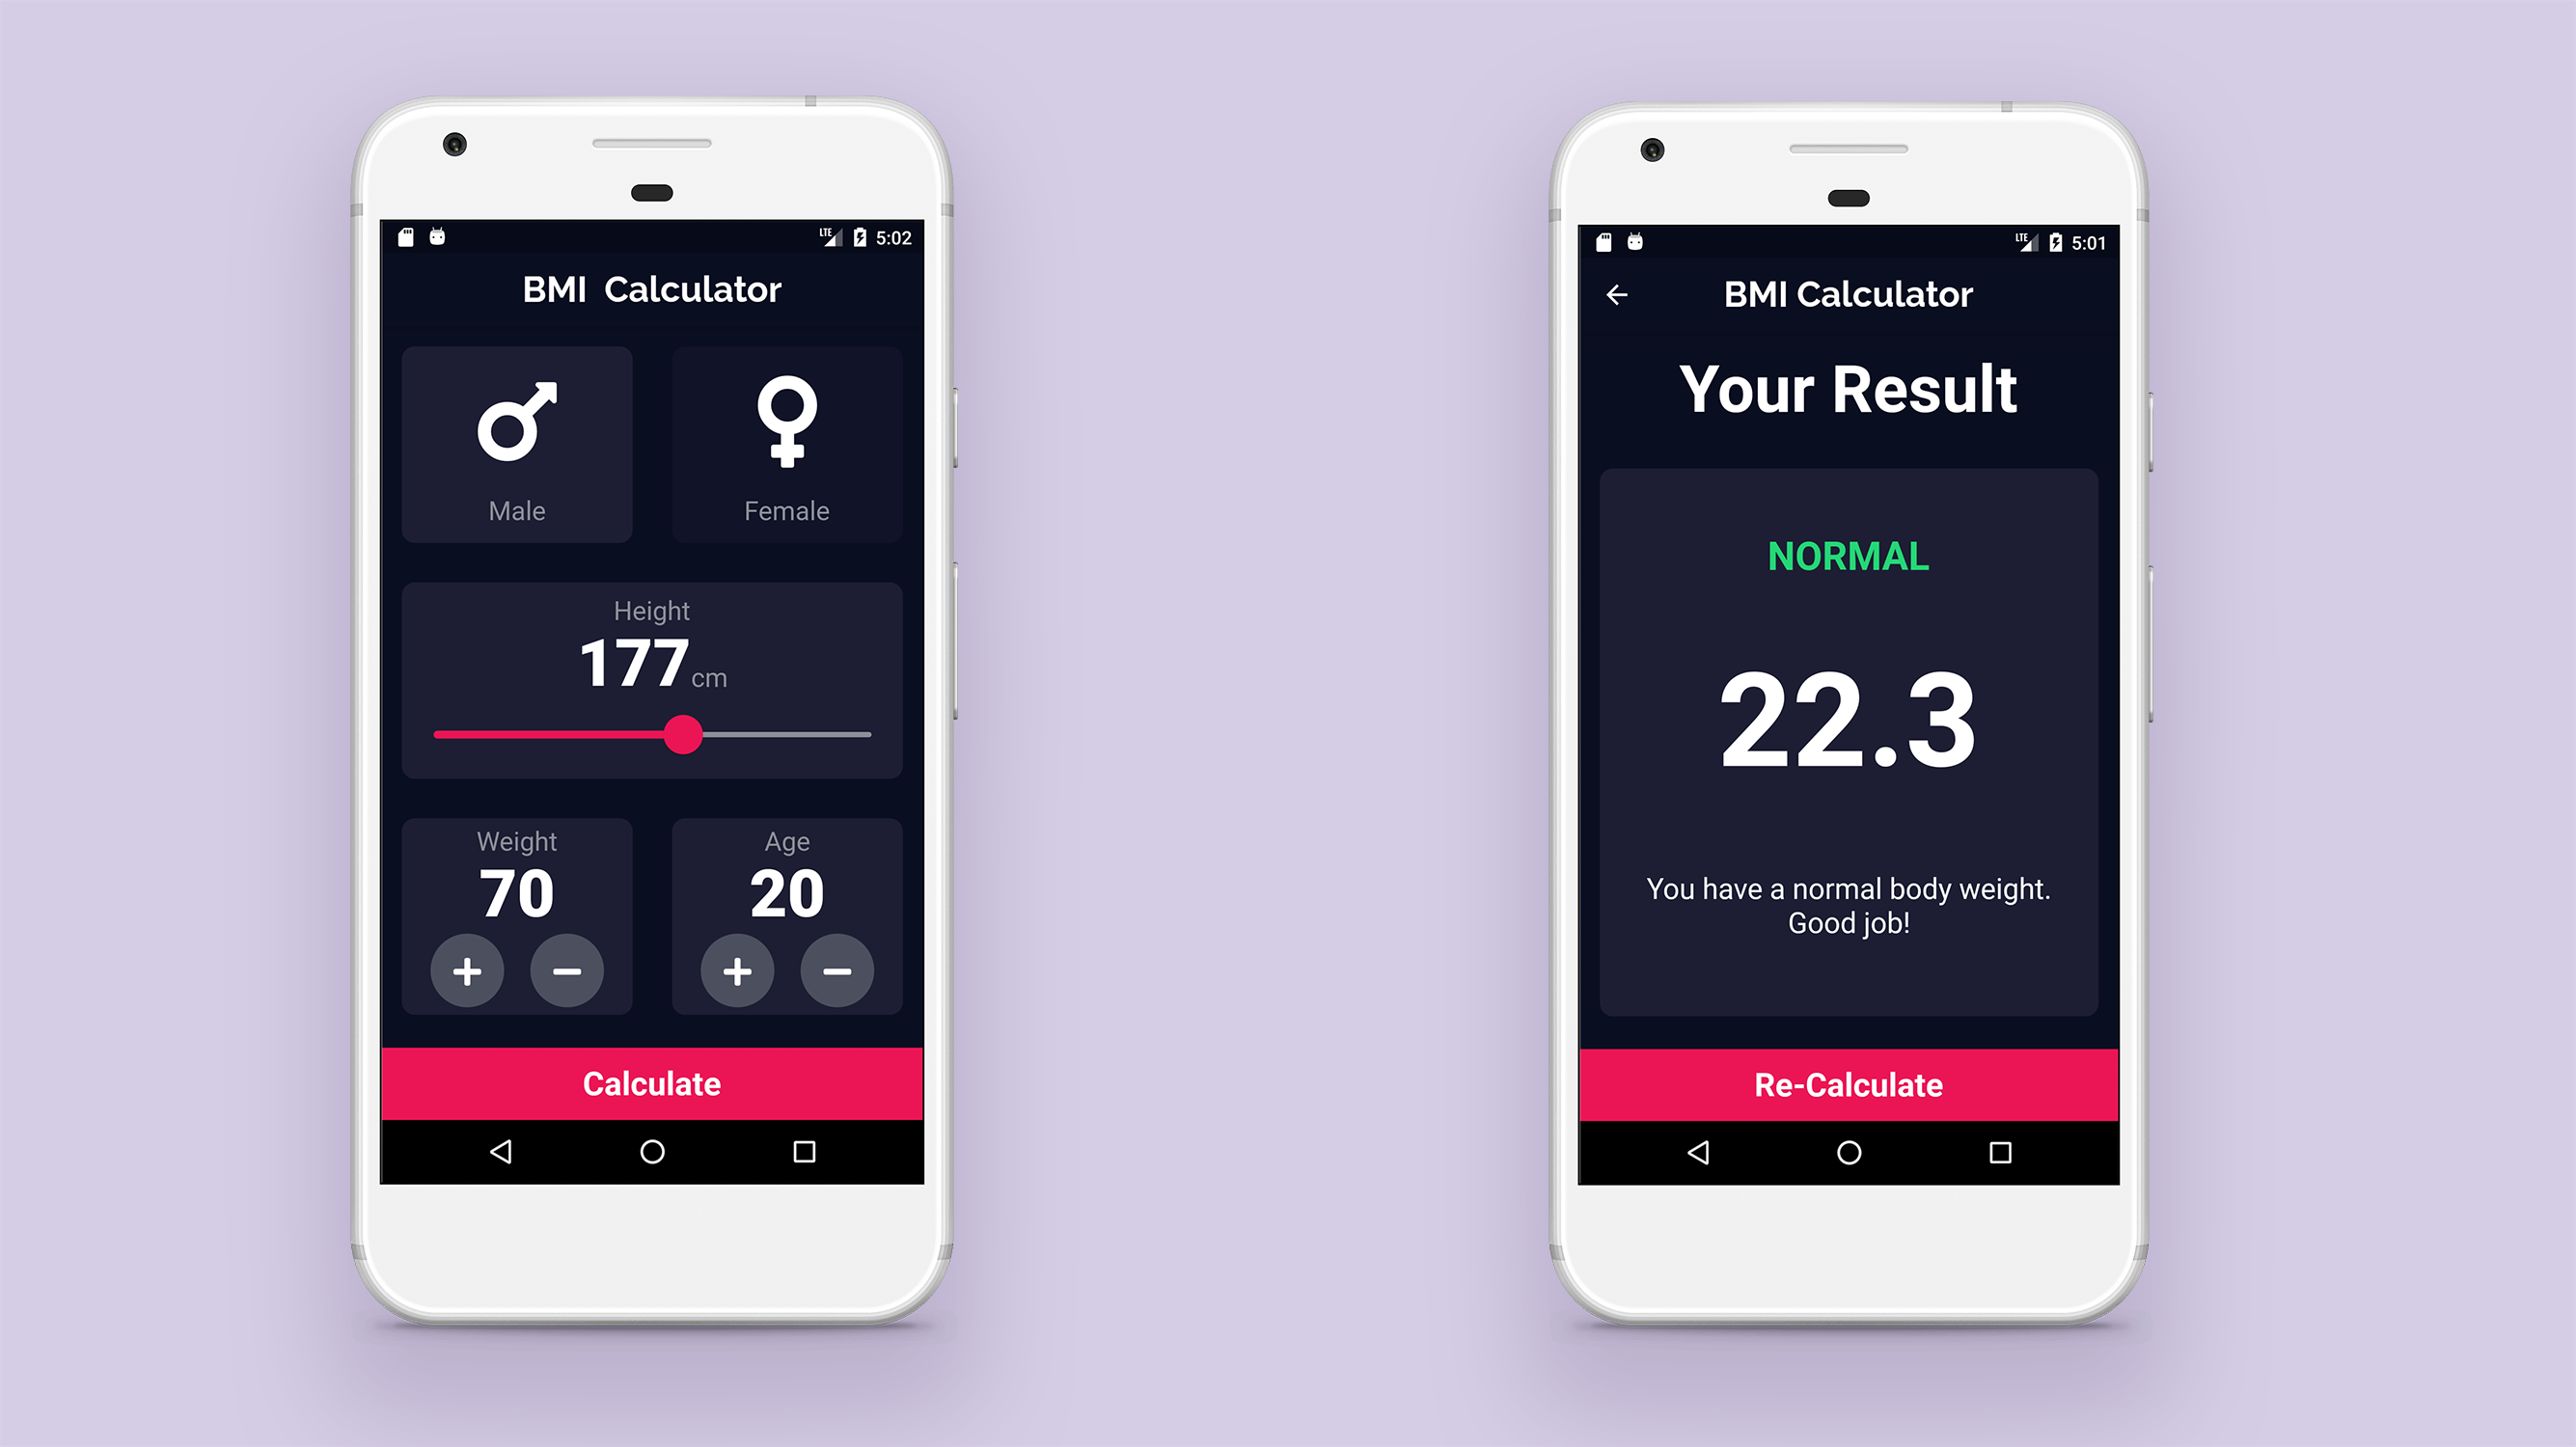 LTE 5:02
BMI Calculator
Male
Female
Height
177 cm
Weight
70
Age
20
Calculate
LTE 5:01
BMI Calculator
Your Result
NORMAL
22.3
You have a normal body weight.
Good job!
Re-Calculate